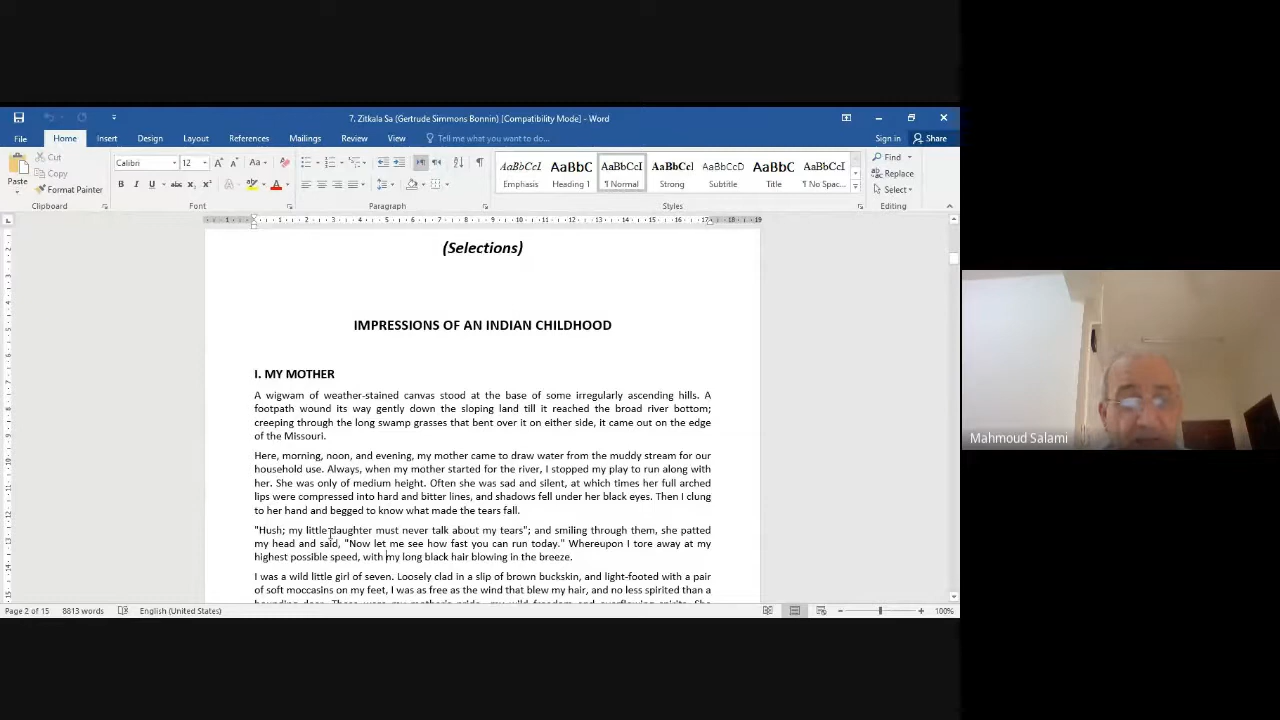 7. Zitkala Sa (Gertrude Simmons Bonnin) [Compatibility Mode] - Word
File Home Insert Design Layout References Mailings Review View Tell me what you want to do... Sign in Share
Paste Cut Copy Format Painter
Calibri 12
AaBbCcI AaBbC AaBbCcI AaBbCcl AaBbCcD AaBbC AaBbCcI
Emphasis Heading 1 ¶ Normal Strong Subtitle Title ¶ No Spac...
Find Replace Select
Clipboard Font Paragraph Styles Editing
(Selections)
IMPRESSIONS OF AN INDIAN CHILDHOOD
I. MY MOTHER
A wigwam of weather-stained canvas stood at the base of some irregularly ascending hills. A
footpath wound its way gently down the sloping land till it reached the broad river bottom;
creeping through the long swamp grasses that bent over it on either side, it came out on the edge
of the Missouri.
Here, morning, noon, and evening, my mother came to draw water from the muddy stream for our
household use. Always, when my mother started for the river, I stopped my play to run along with
her. She was only of medium height. Often she was sad and silent, at which times her full arched
lips were compressed into hard and bitter lines, and shadows fell under her black eyes. Then I clung
to her hand and begged to know what made the tears fall.
"Hush; my little daughter must never talk about my tears"; and smiling through them, she patted
my head and said, "Now let me see how fast you can run today." Whereupon I tore away at my
highest possible speed, with my long black hair blowing in the breeze.
I was a wild little girl of seven. Loosely clad in a slip of brown buckskin, and light-footed with a pair
of soft moccasins on my feet, I was as free as the wind that blew my hair, and no less spirited than a
bounding deer. These were my mother's pride,—my wild freedom and overflowing spirits. She
Page 2 of 15 8813 words English (United States) 100%
Mahmoud Salami